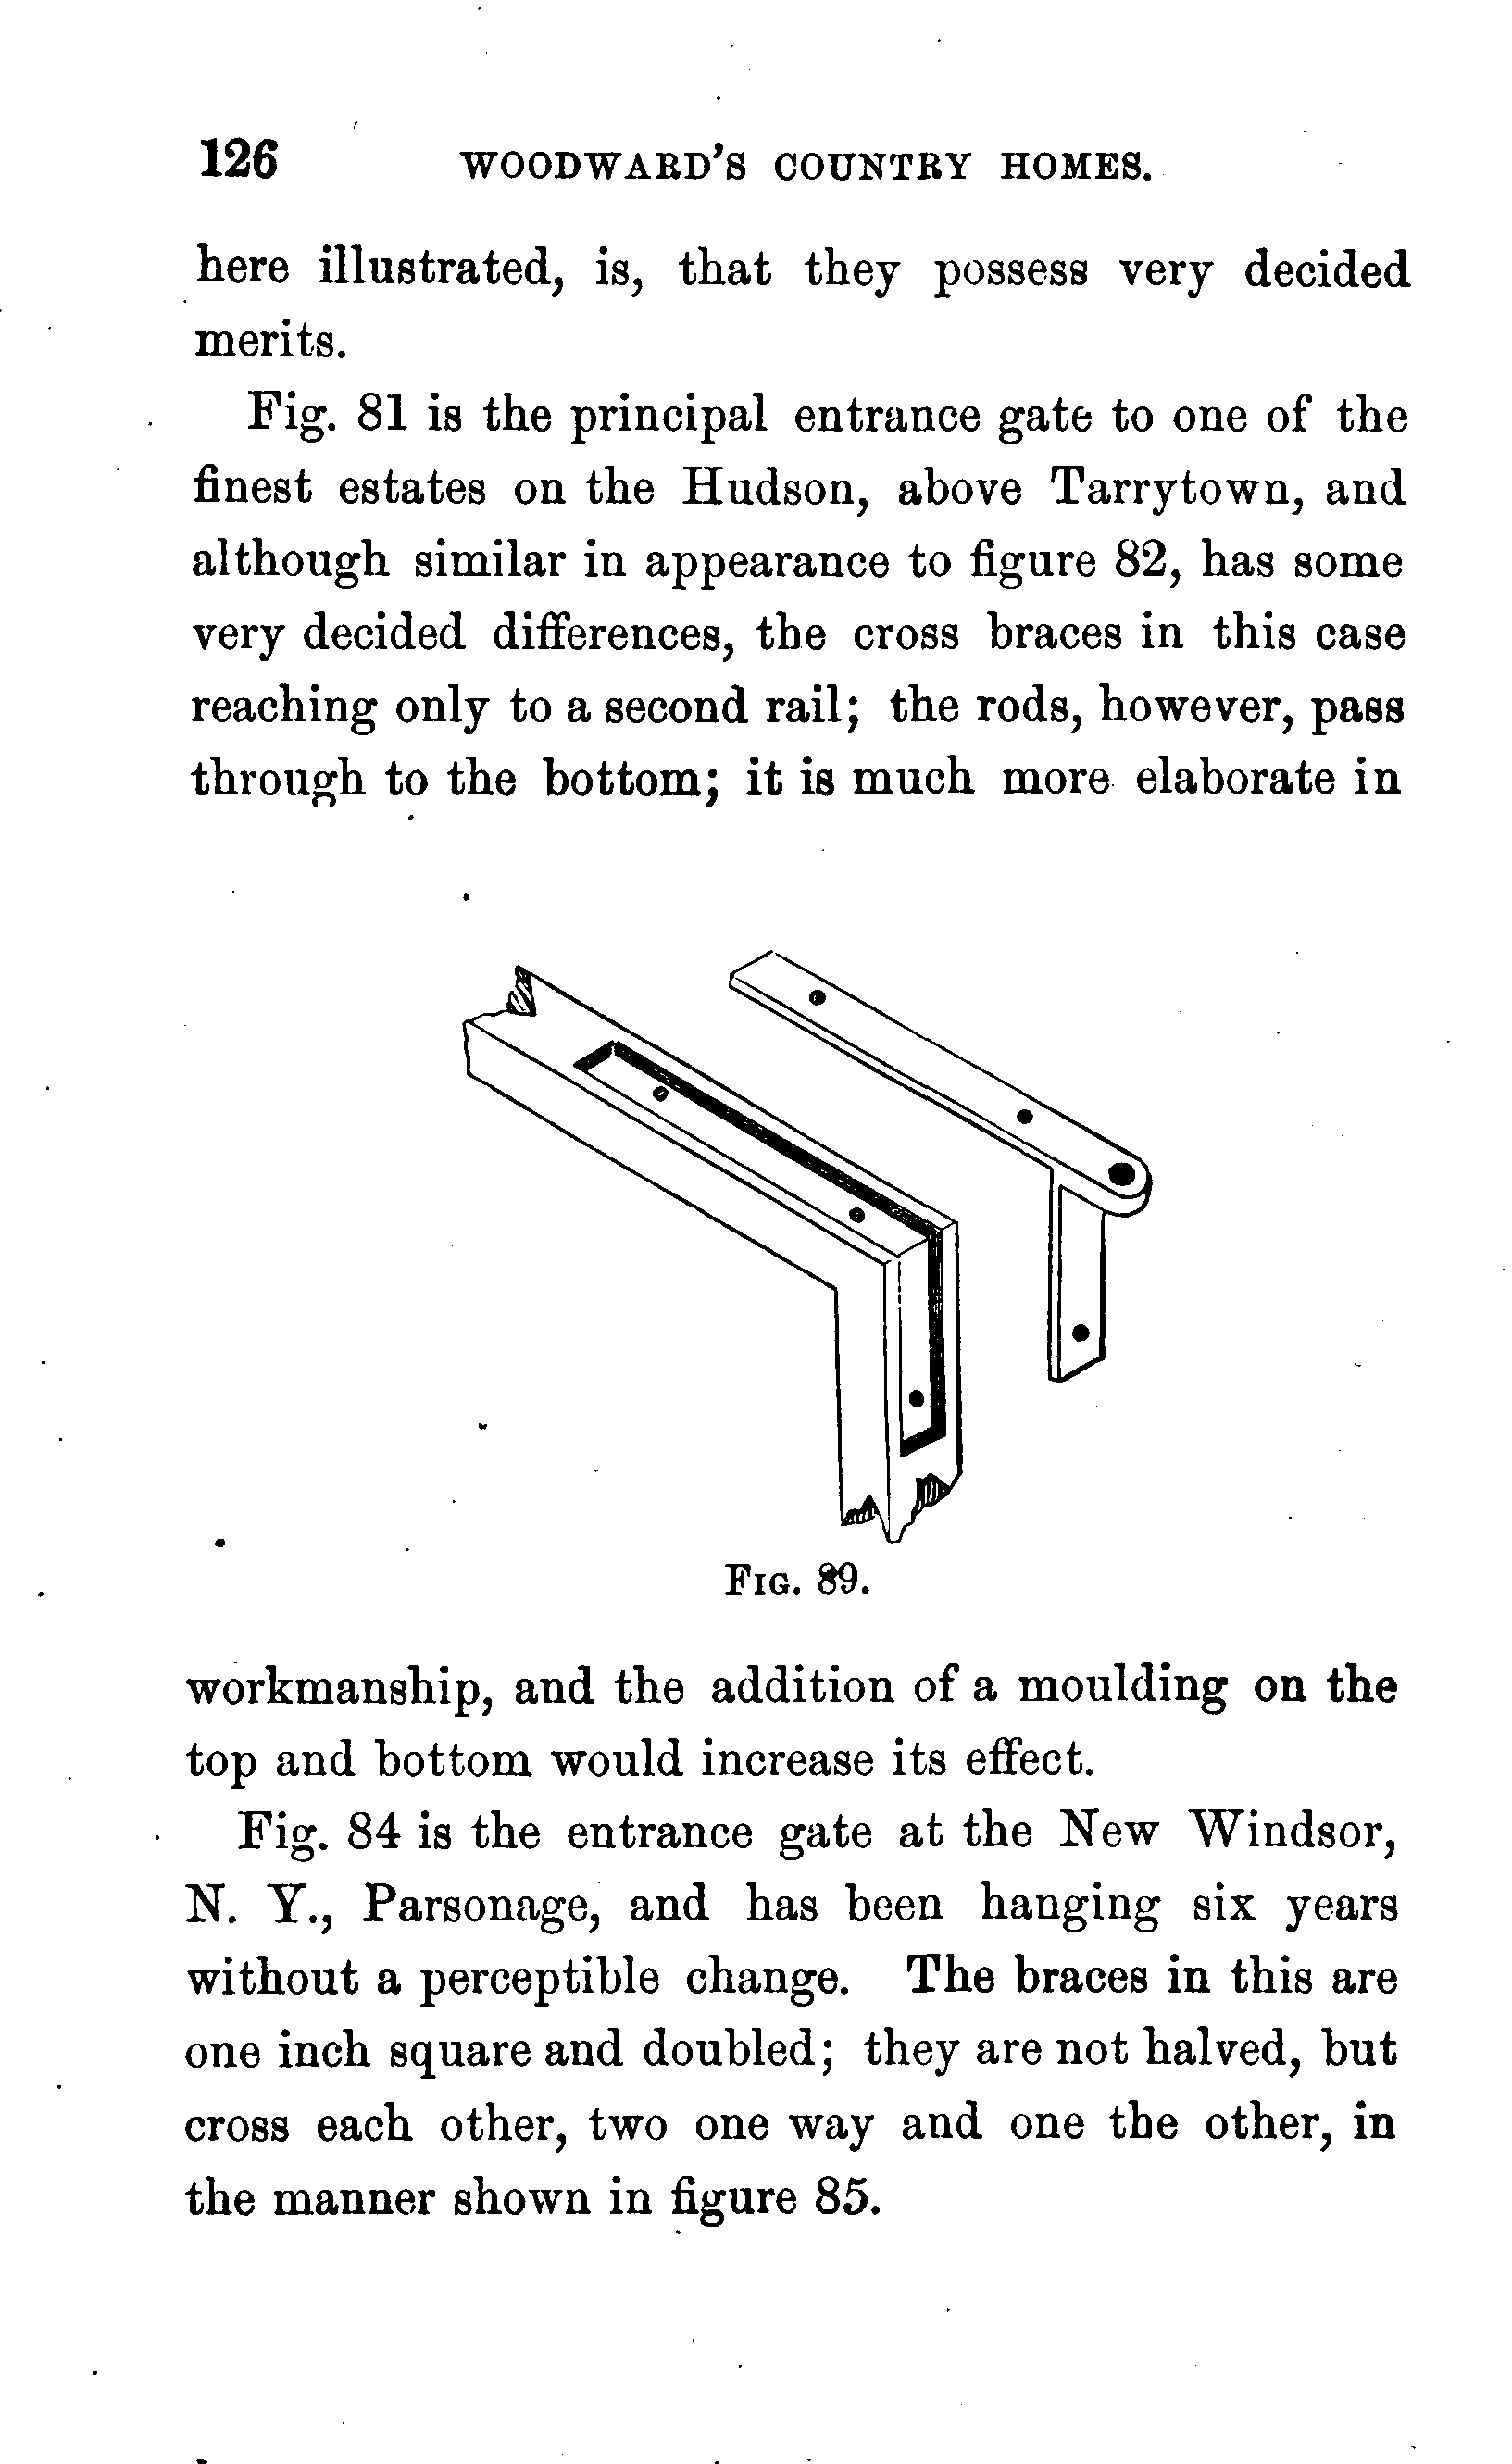 126 WOODWARD'S COUNTRY HOMES.
here illustrated, is, that they possess very decided
merits.
Fig. 81 is the principal entrance gate to one of the
finest estates on the Hudson, above Tarrytown, and
although similar in appearance to figure 82, has some
very decided differences, the cross braces in this case
reaching only to a second rail; the rods, however, pass
through to the bottom; it is much more elaborate in
FIG. 89.
workmanship, and the addition of a moulding on the
top and bottom would increase its effect.
Fig. 84 is the entrance gate at the New Windsor,
N. Y., Parsonage, and has been hanging six years
without a perceptible change. The braces in this are
one inch square and doubled; they are not halved, but
cross each other, two one way and one the other, in
the manner shown in figure 85.